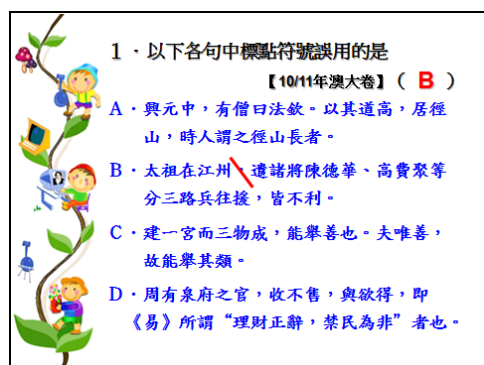 1．以下各句中標點符號誤用的是
【10/11年澳大卷】（ B ）
A．興元中，有僧曰法欽。以其道高，居徑
山，時人謂之徑山長者。
B．太祖在江州、遣諸將陳德華、高費聚等
分三路兵往援，皆不利。
C．建一宮而三物成，能舉善也。夫唯善，
故能舉其類。
D．周有泉府之官，收不售，與欲得，即
《易》所謂“理財正辭，禁民為非”者也。